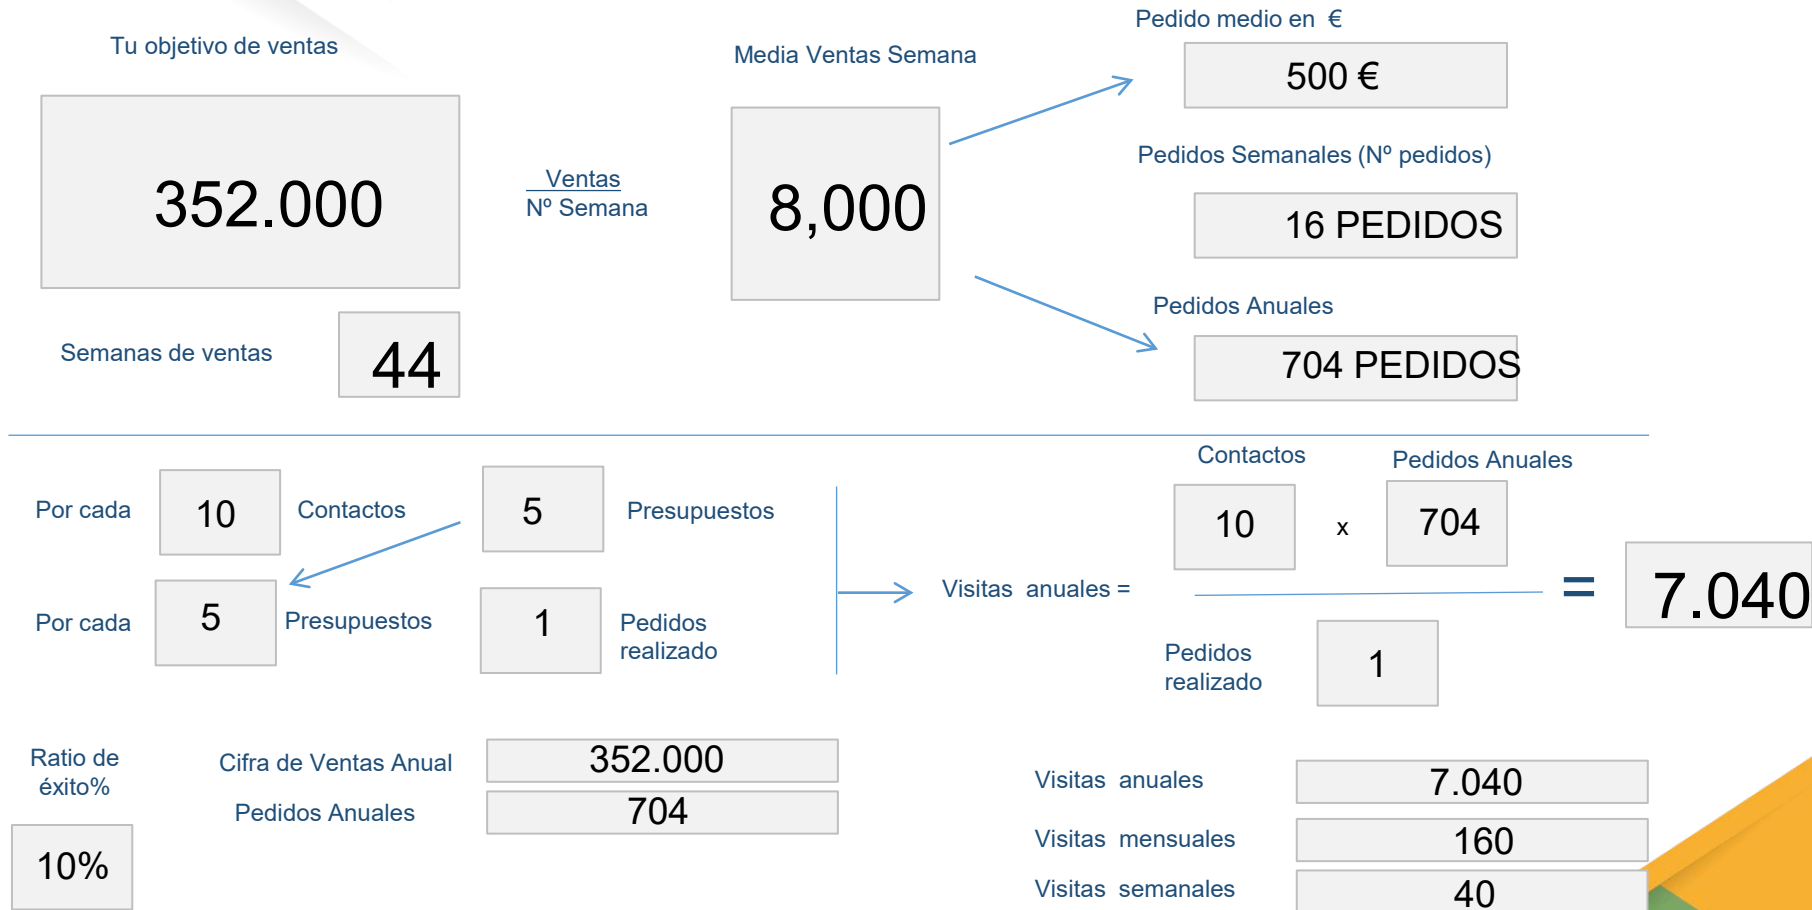 Tu objetivo de ventas
352.000
Semanas de ventas
44
Ventas
Nº Semana
Media Ventas Semana
8,000
Pedido medio en €
500 €
Pedidos Semanales (Nº pedidos)
16 PEDIDOS
Pedidos Anuales
704 PEDIDOS
Por cada
10
Contactos
5
Presupuestos
Por cada
5
Presupuestos
1
Pedidos
realizado
Visitas anuales =
Contactos
Pedidos Anuales
10
x
704
Pedidos
realizado
1
=
7.040
Ratio de
éxito%
10%
Cifra de Ventas Anual
352.000
Pedidos Anuales
704
Visitas anuales
7.040
Visitas mensuales
160
Visitas semanales
40